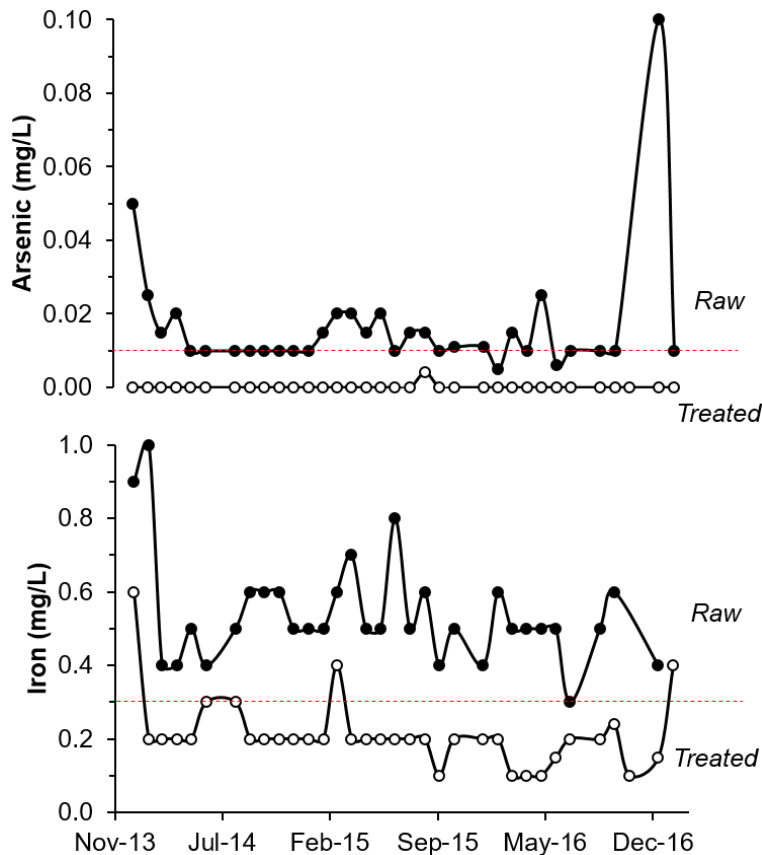 Arsenic (mg/L)
0.10
0.08
0.06
0.04
0.02
0.00
Raw
Treated
Iron (mg/L)
1.0
0.8
0.6
0.4
0.2
0.0
Raw
Treated
Nov-13 Jul-14 Feb-15 Sep-15 May-16 Dec-16